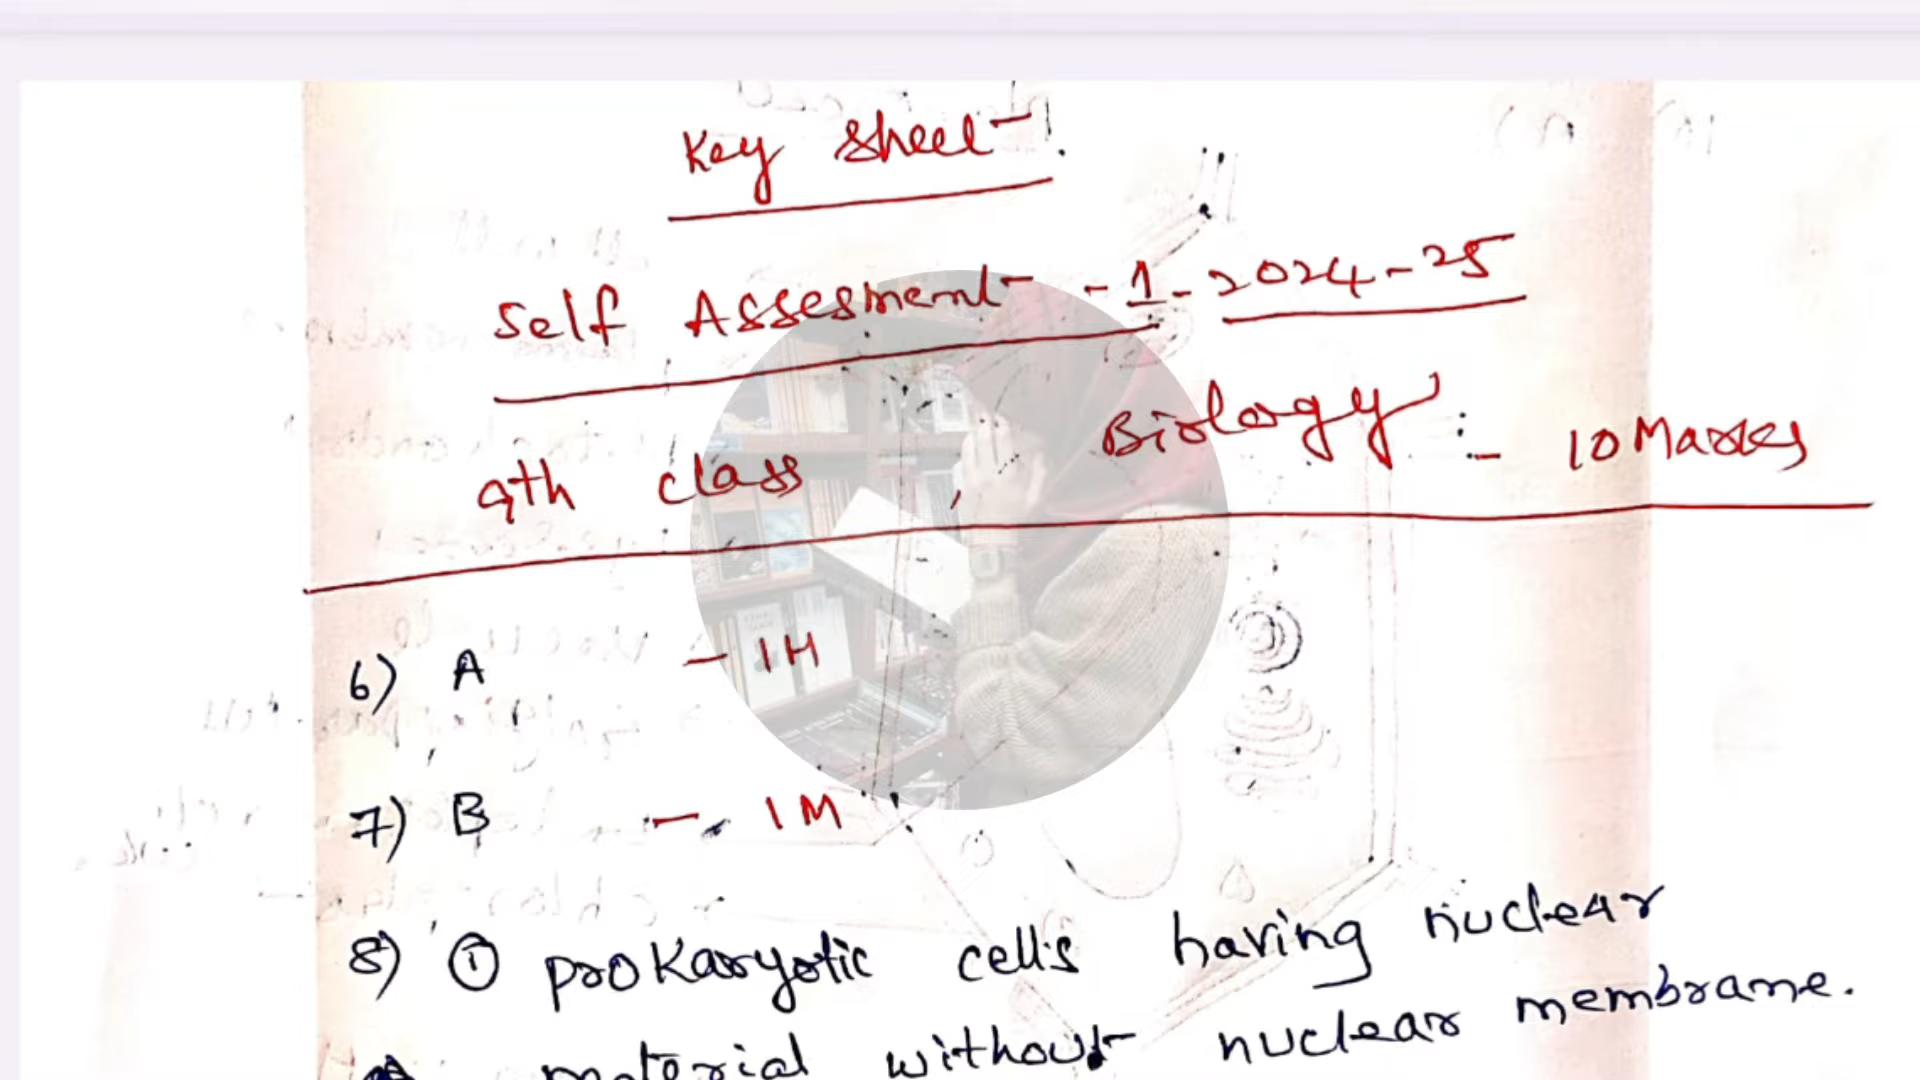 Key Sheet-1.
Self Assesment - 1 - 2024-25
9th class, Biology - 10 Marks
6) A - 1M
7) B - 1M
8) ① prokaryotic cells having nuclear
material without nuclear membrane.